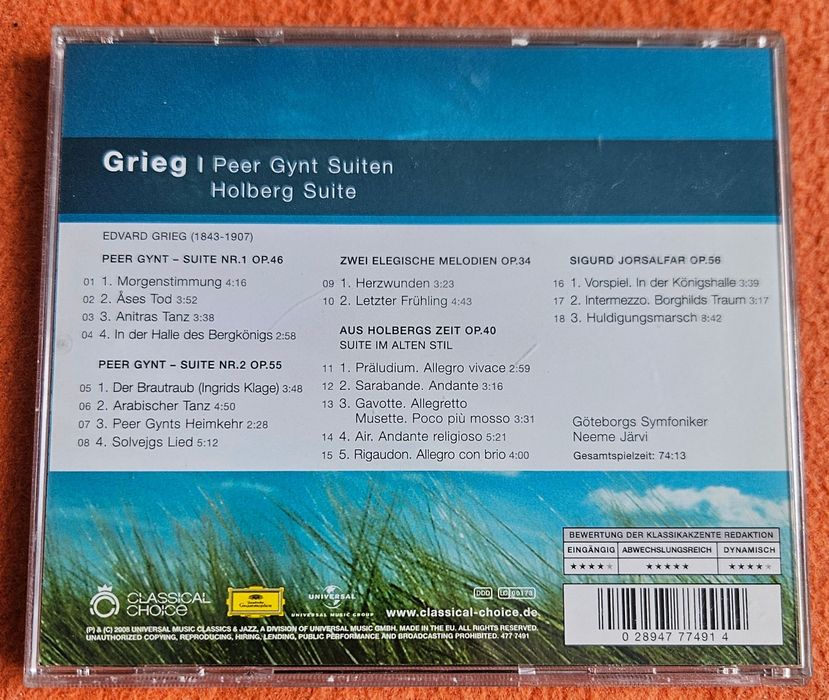 Grieg | Peer Gynt Suiten
Holberg Suite
EDVARD GRIEG (1843-1907)
PEER GYNT – SUITE NR.1 OP.46
01 1. Morgenstimmung 4:16
02 2. Åses Tod 3:52
03 3. Anitras Tanz 3:38
04 4. In der Halle des Bergkönigs 2:58
PEER GYNT – SUITE NR.2 OP.55
05 1. Der Brautraub (Ingrids Klage) 3:48
06 2. Arabischer Tanz 4:50
07 3. Peer Gynts Heimkehr 2:28
08 4. Solvejgs Lied 5:12
ZWEI ELEGISCHE MELODIEN OP.34
09 1. Herzwunden 3:23
10 2. Letzter Frühling 4:43
AUS HOLBERGS ZEIT OP.40
SUITE IM ALTEN STIL
11 1. Präludium. Allegro vivace 2:59
12 2. Sarabande. Andante 3:16
13 3. Gavotte. Allegretto
Musette. Poco più mosso 3:31
14 4. Air. Andante religioso 5:21
15 5. Rigaudon. Allegro con brio 4:00
SIGURD JORSALFAR OP.56
16 1. Vorspiel. In der Königshalle 3:39
17 2. Intermezzo. Borghilds Traum 3:17
18 3. Huldigungsmarsch 8:42
Göteborgs Symfoniker
Neeme Järvi
Gesamtspielzeit: 74:13
BEWERTUNG DER KLASSIKAKZENTE REDAKTION
EINGÄNGIG ABWECHSLUNGSREICH DYNAMISCH
★★★★★ ★★★★★ ★★★★★
CLASSICAL
CHOICE
Deutsche
Grammophon
UNIVERSAL
UNIVERSAL MUSIC GROUP
DDD
LC 00173
www.classical-choice.de
(P) & (C) 2008 UNIVERSAL MUSIC CLASSICS & JAZZ, A DIVISION OF UNIVERSAL MUSIC GMBH. MADE IN THE EU. ALL RIGHTS RESERVED.
UNAUTHORIZED COPYING, REPRODUCING, HIRING, LENDING, PUBLIC PERFORMANCE AND BROADCASTING PROHIBITED. 477 7491
0 28947 77491 4